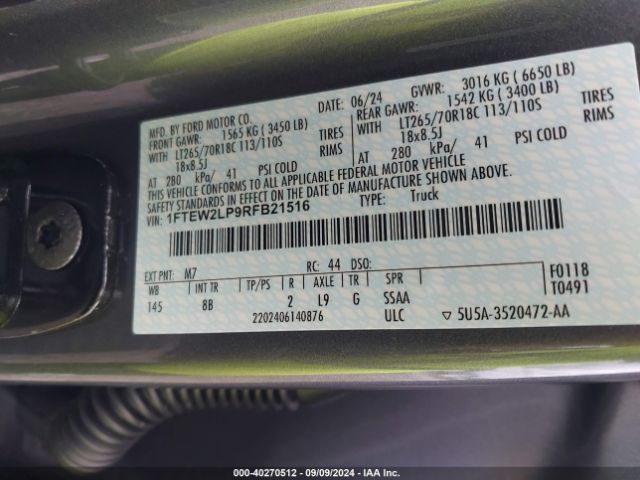 MFD. BY FORD MOTOR CO. DATE: 06/24 GVWR: 3016 KG ( 6650 LB)
FRONT GAWR: 1565 KG ( 3450 LB) REAR GAWR: 1542 KG ( 3400 LB)
WITH LT265/70R18C 113/110S TIRES WITH LT265/70R18C 113/110S TIRES
18x8.5J RIMS 18x8.5J RIMS
AT 280 kPa/ 41 PSI COLD AT 280 kPa/ 41 PSI COLD
THIS VEHICLE CONFORMS TO ALL APPLICABLE FEDERAL MOTOR VEHICLE
SAFETY STANDARDS IN EFFECT ON THE DATE OF MANUFACTURE SHOWN ABOVE.
VIN: 1FTEW2LP9RFB21516 TYPE: Truck
EXT PNT: M7 RC: 44 DSO: F0118
WB INT TR TP/PS R AXLE TR SPR T0491
145 8B 2 L9 G SSAA
2202406140876 ULC ▽ 5U5A-3520472-AA
000-40270512 - 09/09/2024 - IAA Inc.